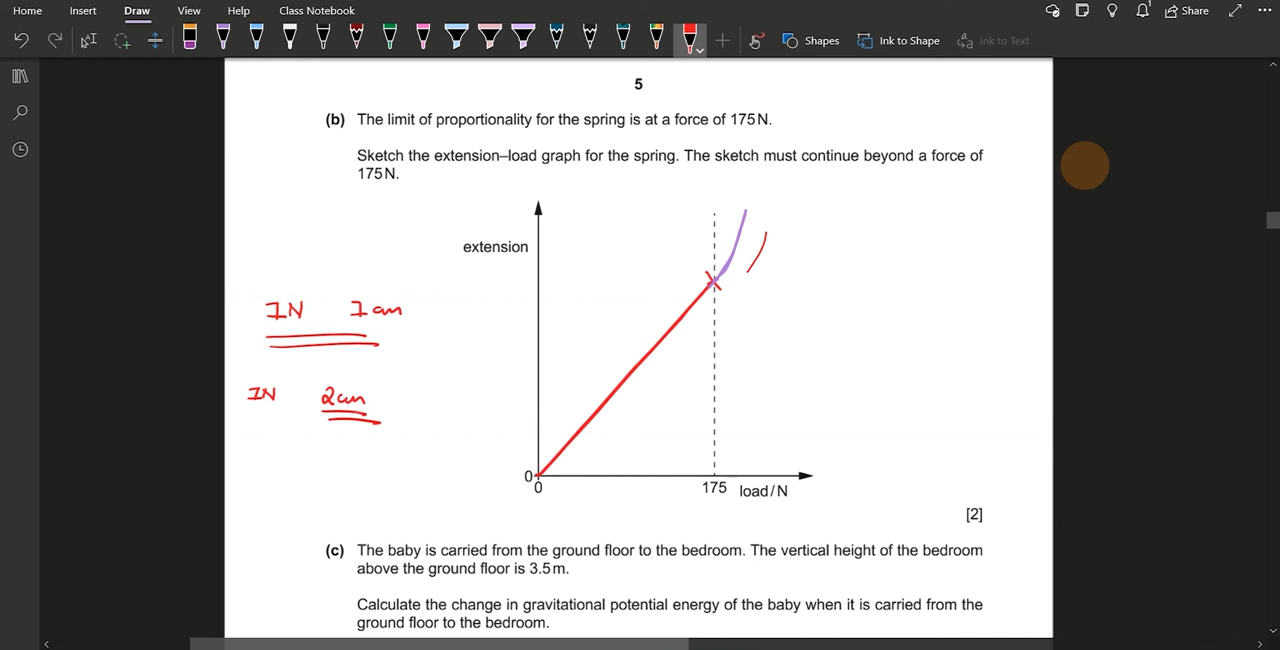 Home Insert Draw View Help Class Notebook
Share
Shapes Ink to Shape Ink to Text
5
(b) The limit of proportionality for the spring is at a force of 175 N.
Sketch the extension–load graph for the spring. The sketch must continue beyond a force of
175 N.
extension
1N 1cm
1N 2cm
0
0 175 load / N
[2]
(c) The baby is carried from the ground floor to the bedroom. The vertical height of the bedroom
above the ground floor is 3.5 m.
Calculate the change in gravitational potential energy of the baby when it is carried from the
ground floor to the bedroom.